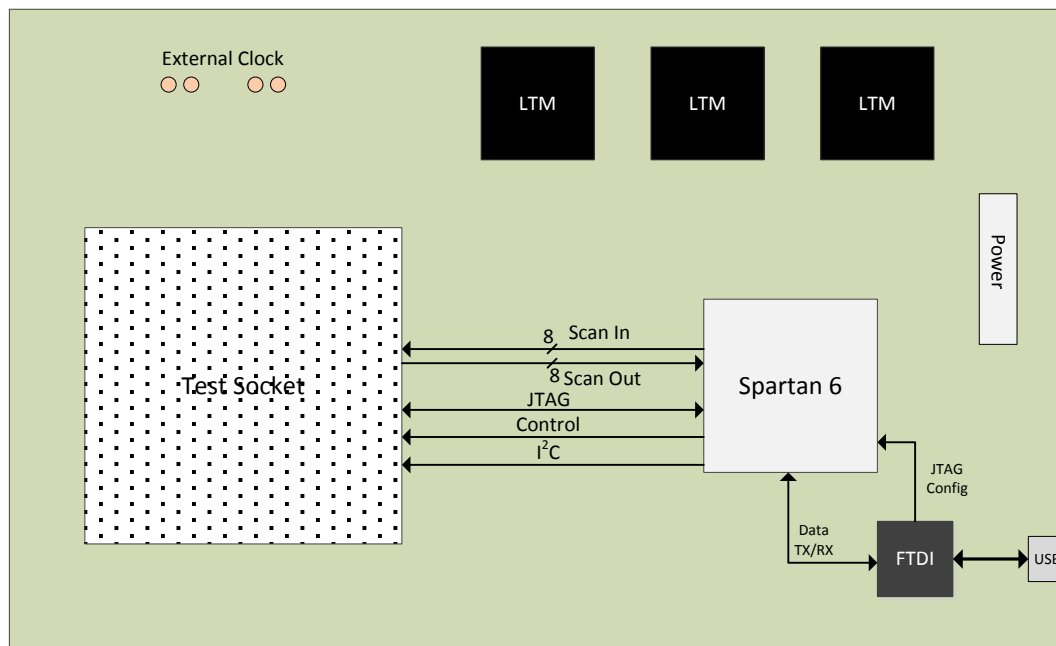 External Clock
LTM
LTM
LTM
Power
8
Scan In
8
Scan Out
Test Socket
JTAG
Control
I²C
Spartan 6
JTAG
Config
Data
TX/RX
FTDI
USB